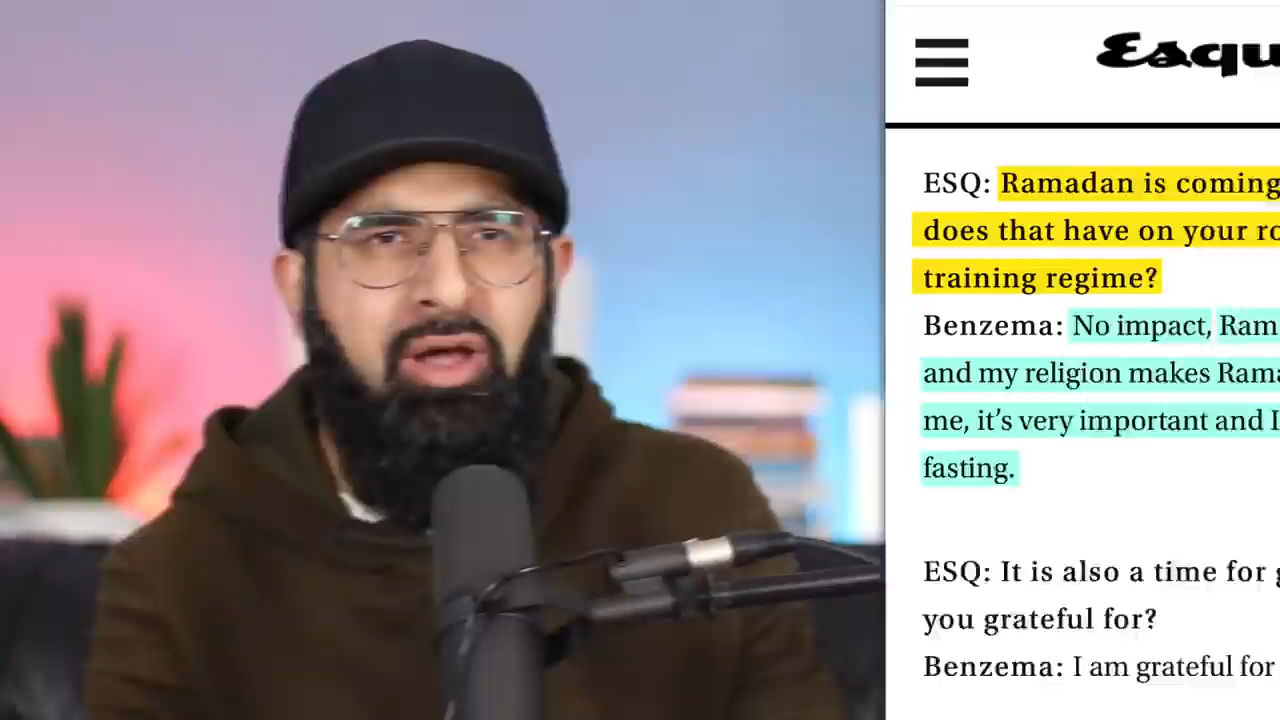 Esqu
ESQ: Ramadan is coming
does that have on your ro
training regime?
Benzema: No impact, Ram
and my religion makes Rama
me, it's very important and I
fasting.
ESQ: It is also a time for g
you grateful for?
Benzema: I am grateful for